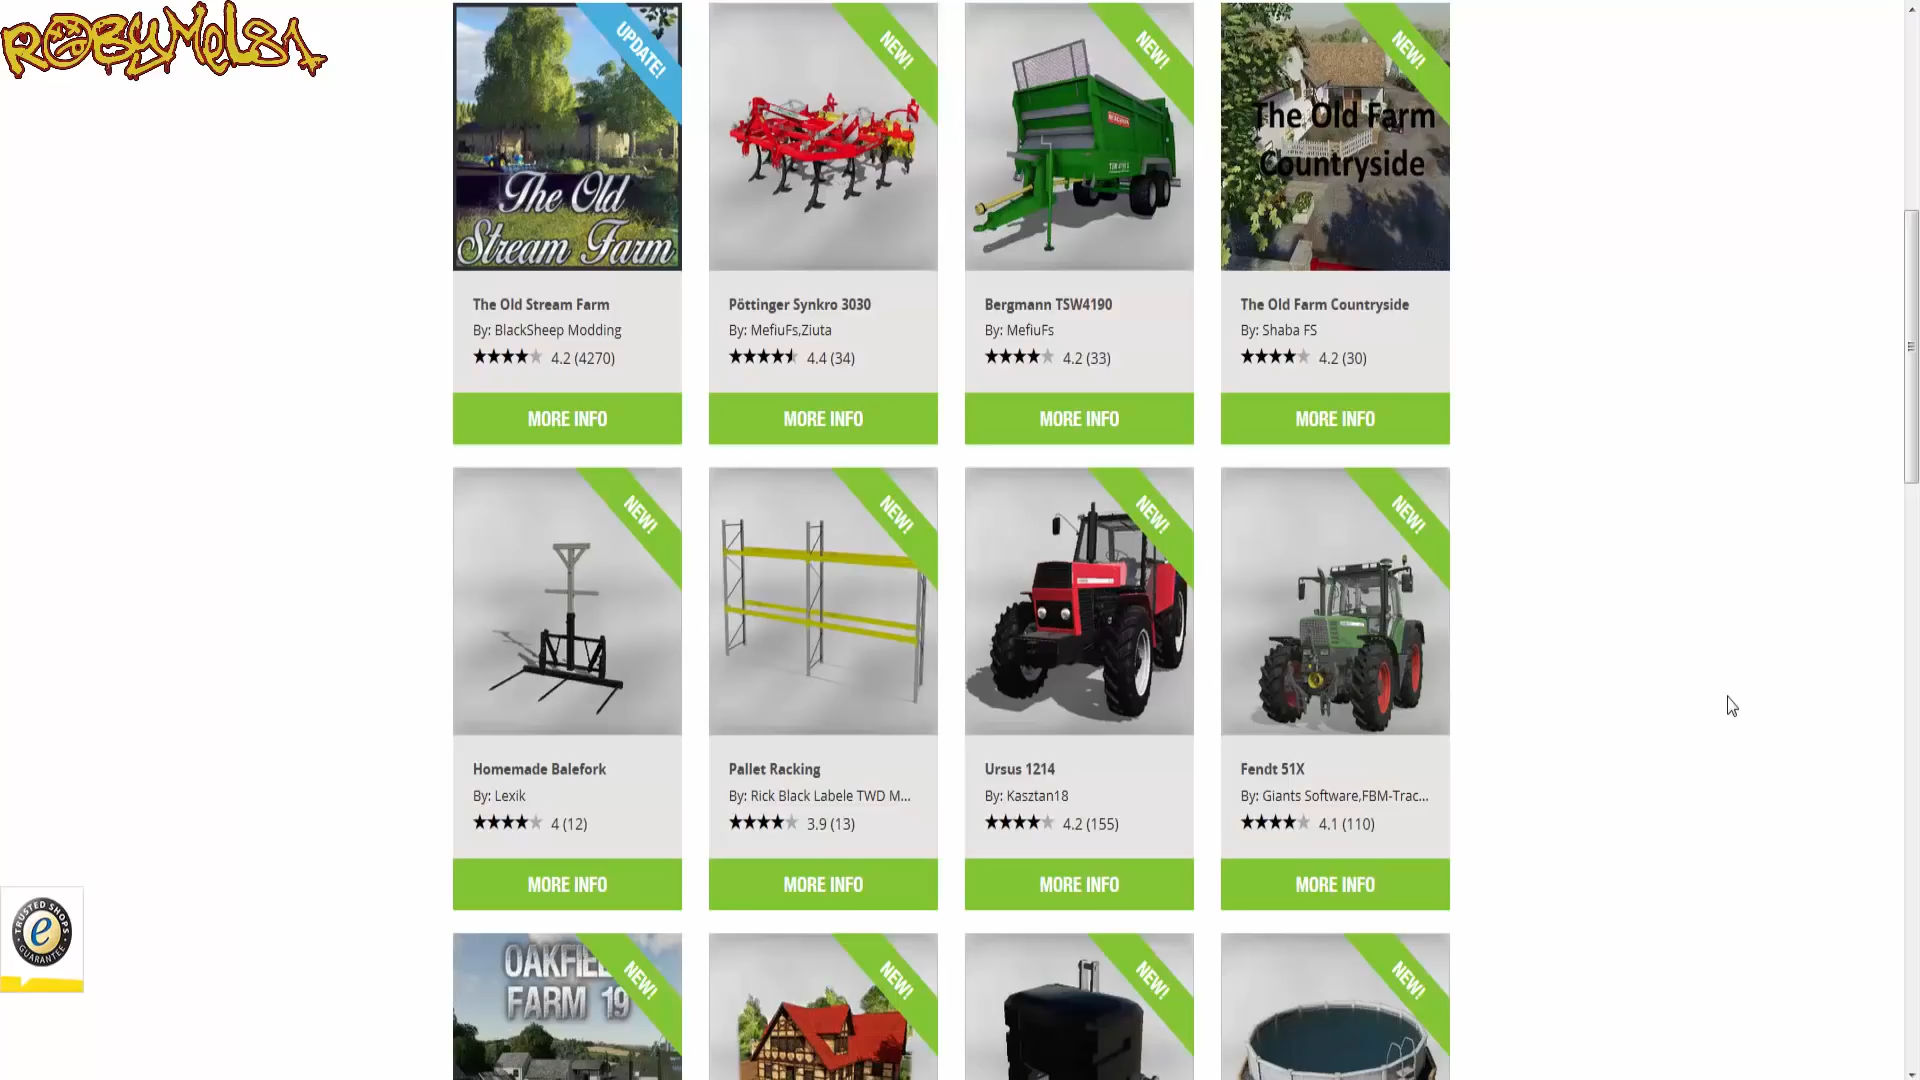 RobyMel81
UPDATE!
The Old
Stream Farm
NEW!
NEW!
NEW!
The Old Farm
Countryside
The Old Stream Farm
By: BlackSheep Modding
4.2 (4270)
MORE INFO
Pöttinger Synkro 3030
By: MefiuFs,Ziuta
4.4 (34)
MORE INFO
Bergmann TSW4190
By: MefiuFs
4.2 (33)
MORE INFO
The Old Farm Countryside
By: Shaba FS
4.2 (30)
MORE INFO
NEW!
NEW!
NEW!
NEW!
Homemade Balefork
By: Lexik
4 (12)
MORE INFO
Pallet Racking
By: Rick Black Labele TWD M...
3.9 (13)
MORE INFO
Ursus 1214
By: Kasztan18
4.2 (155)
MORE INFO
Fendt 51X
By: Giants Software,FBM-Trac...
4.1 (110)
MORE INFO
TRUSTED SHOPS
e
GUARANTEE
OAKFIEL
FARM 19
NEW!
NEW!
NEW!
NEW!